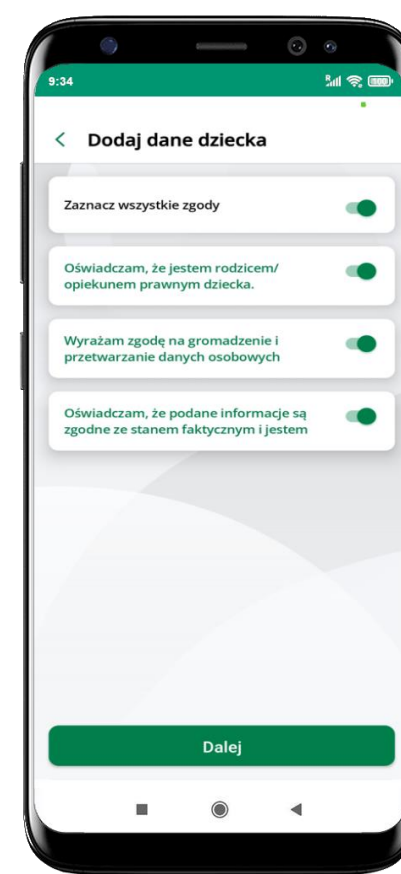 9:34
100
Dodaj dane dziecka
Zaznacz wszystkie zgody
Oświadczam, że jestem rodzicem/
opiekunem prawnym dziecka.
Wyrażam zgodę na gromadzenie i
przetwarzanie danych osobowych
Oświadczam, że podane informacje są
zgodne ze stanem faktycznym i jestem
Dalej